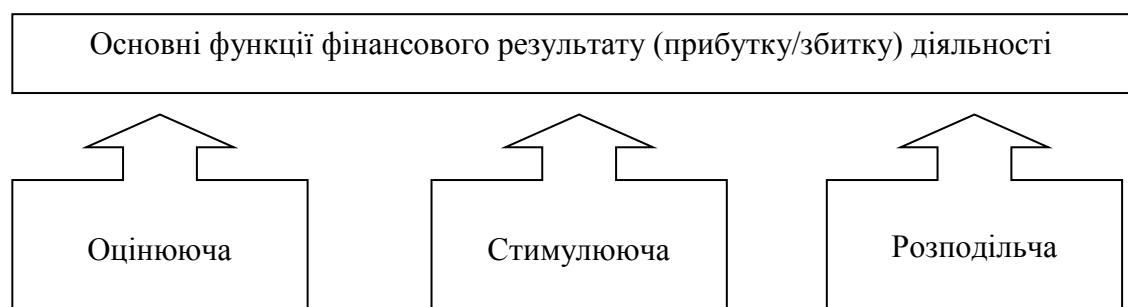 Основні функції фінансового результату (прибутку/збитку) діяльності
Оцінююча
Стимулююча
Розподільча